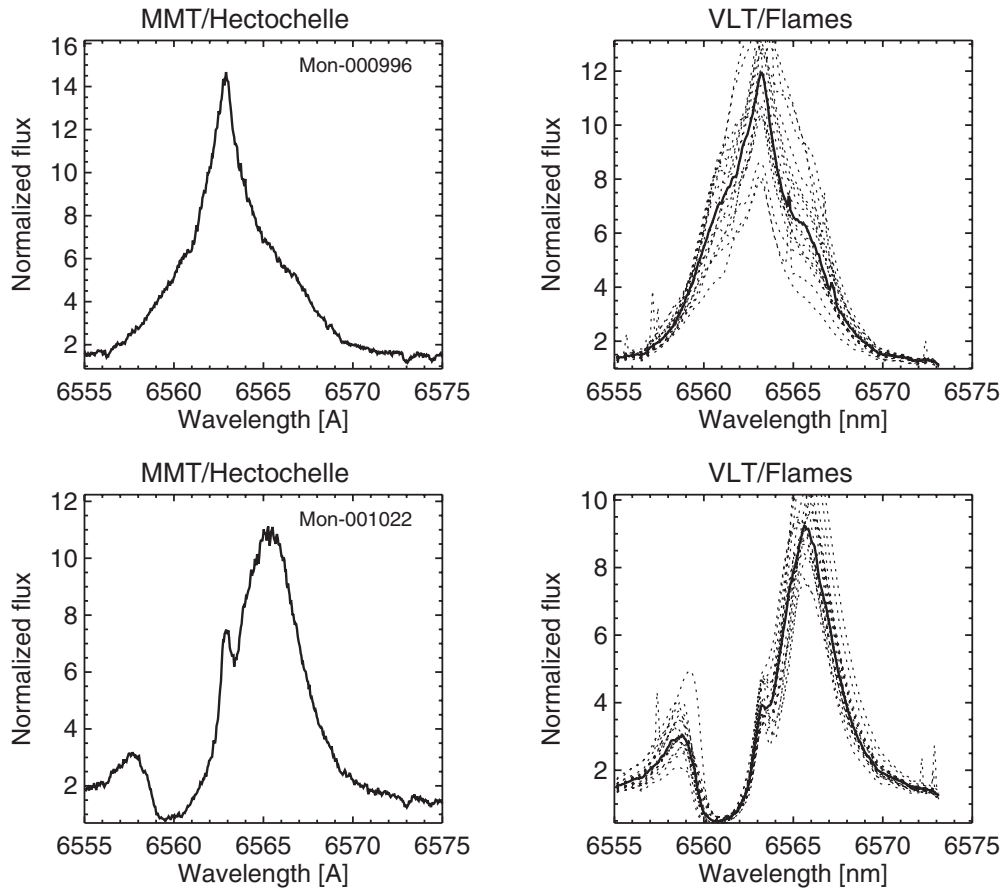 MMT/Hectochelle
16
14
12
10
8
6
4
2
Normalized flux
Mon-000996
6555 6560 6565 6570 6575
Wavelength [A]
VLT/Flames
12
10
8
6
4
2
Normalized flux
6555 6560 6565 6570 6575
Wavelength [nm]
MMT/Hectochelle
12
10
8
6
4
2
Normalized flux
Mon-001022
6555 6560 6565 6570 6575
Wavelength [A]
VLT/Flames
10
8
6
4
2
Normalized flux
6555 6560 6565 6570 6575
Wavelength [nm]